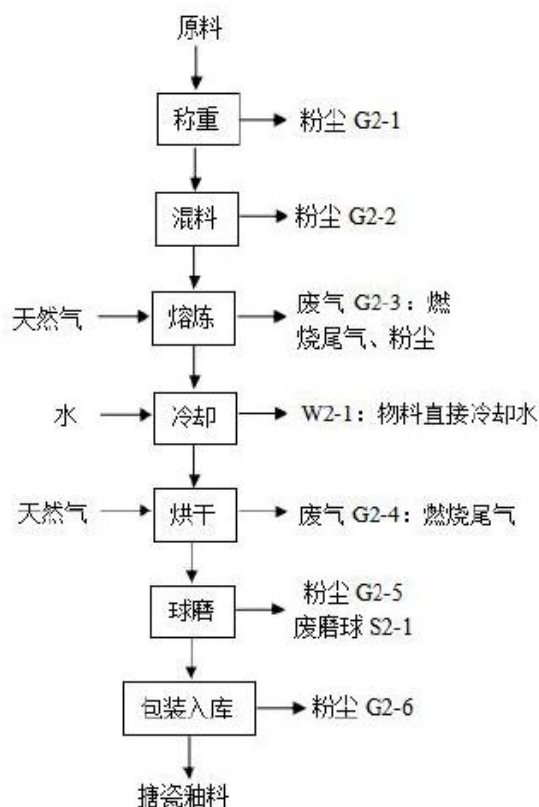 原料
称重
粉尘 G2-1
混料
粉尘 G2-2
天然气
熔炼
废气 G2-3：燃
烧尾气、粉尘
水
冷却
W2-1：物料直接冷却水
天然气
烘干
废气 G2-4：燃烧尾气
球磨
粉尘 G2-5
废磨球 S2-1
包装入库
粉尘 G2-6
搪瓷釉料